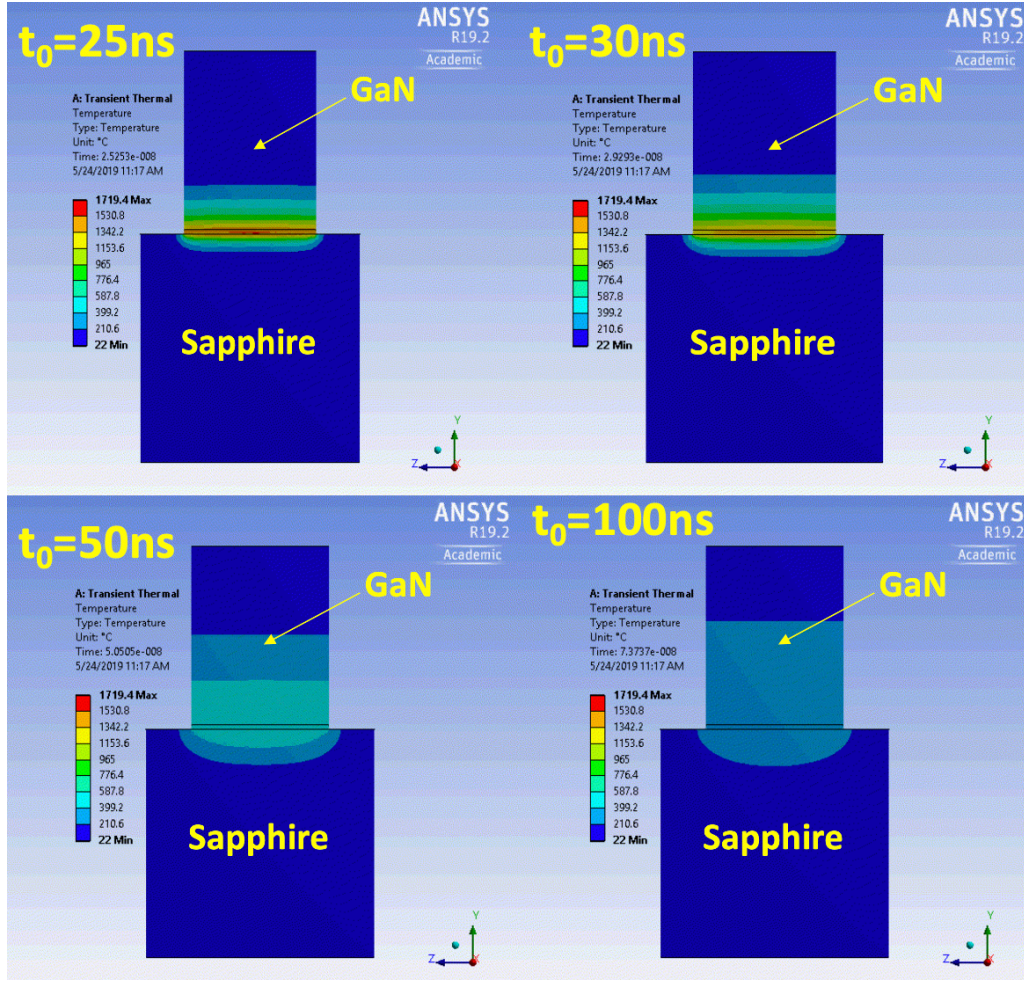 t0=25ns
ANSYS
R19.2
Academic
GaN
A: Transient Thermal
Temperature
Type: Temperature
Unit: °C
Time: 2.5253e-008
5/24/2019 11:17 AM
1719.4 Max
1530.8
1342.2
1153.6
965
776.4
587.8
399.2
210.6
22 Min
Sapphire
Y
Z
X
t0=30ns
ANSYS
R19.2
Academic
GaN
A: Transient Thermal
Temperature
Type: Temperature
Unit: °C
Time: 2.9293e-008
5/24/2019 11:17 AM
1719.4 Max
1530.8
1342.2
1153.6
965
776.4
587.8
399.2
210.6
22 Min
Sapphire
Y
Z
X
t0=50ns
ANSYS
R19.2
Academic
GaN
A: Transient Thermal
Temperature
Type: Temperature
Unit: °C
Time: 5.0505e-008
5/24/2019 11:17 AM
1719.4 Max
1530.8
1342.2
1153.6
965
776.4
587.8
399.2
210.6
22 Min
Sapphire
Y
Z
X
t0=100ns
ANSYS
R19.2
Academic
GaN
A: Transient Thermal
Temperature
Type: Temperature
Unit: °C
Time: 7.3737e-008
5/24/2019 11:17 AM
1719.4 Max
1530.8
1342.2
1153.6
965
776.4
587.8
399.2
210.6
22 Min
Sapphire
Y
Z
X